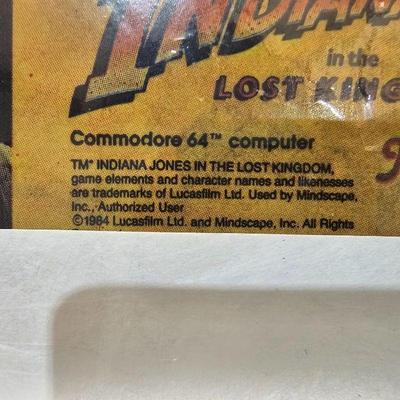 INDIAN
in the
LOST KING
Commodore 64™ computer
TM* INDIANA JONES IN THE LOST KINGDOM,
game elements and character names and likenesses
are trademarks of Lucasfilm Ltd. Used by Mindscape,
Inc., Authorized User
©1984 Lucasfilm Ltd. and Mindscape, Inc. All Rights